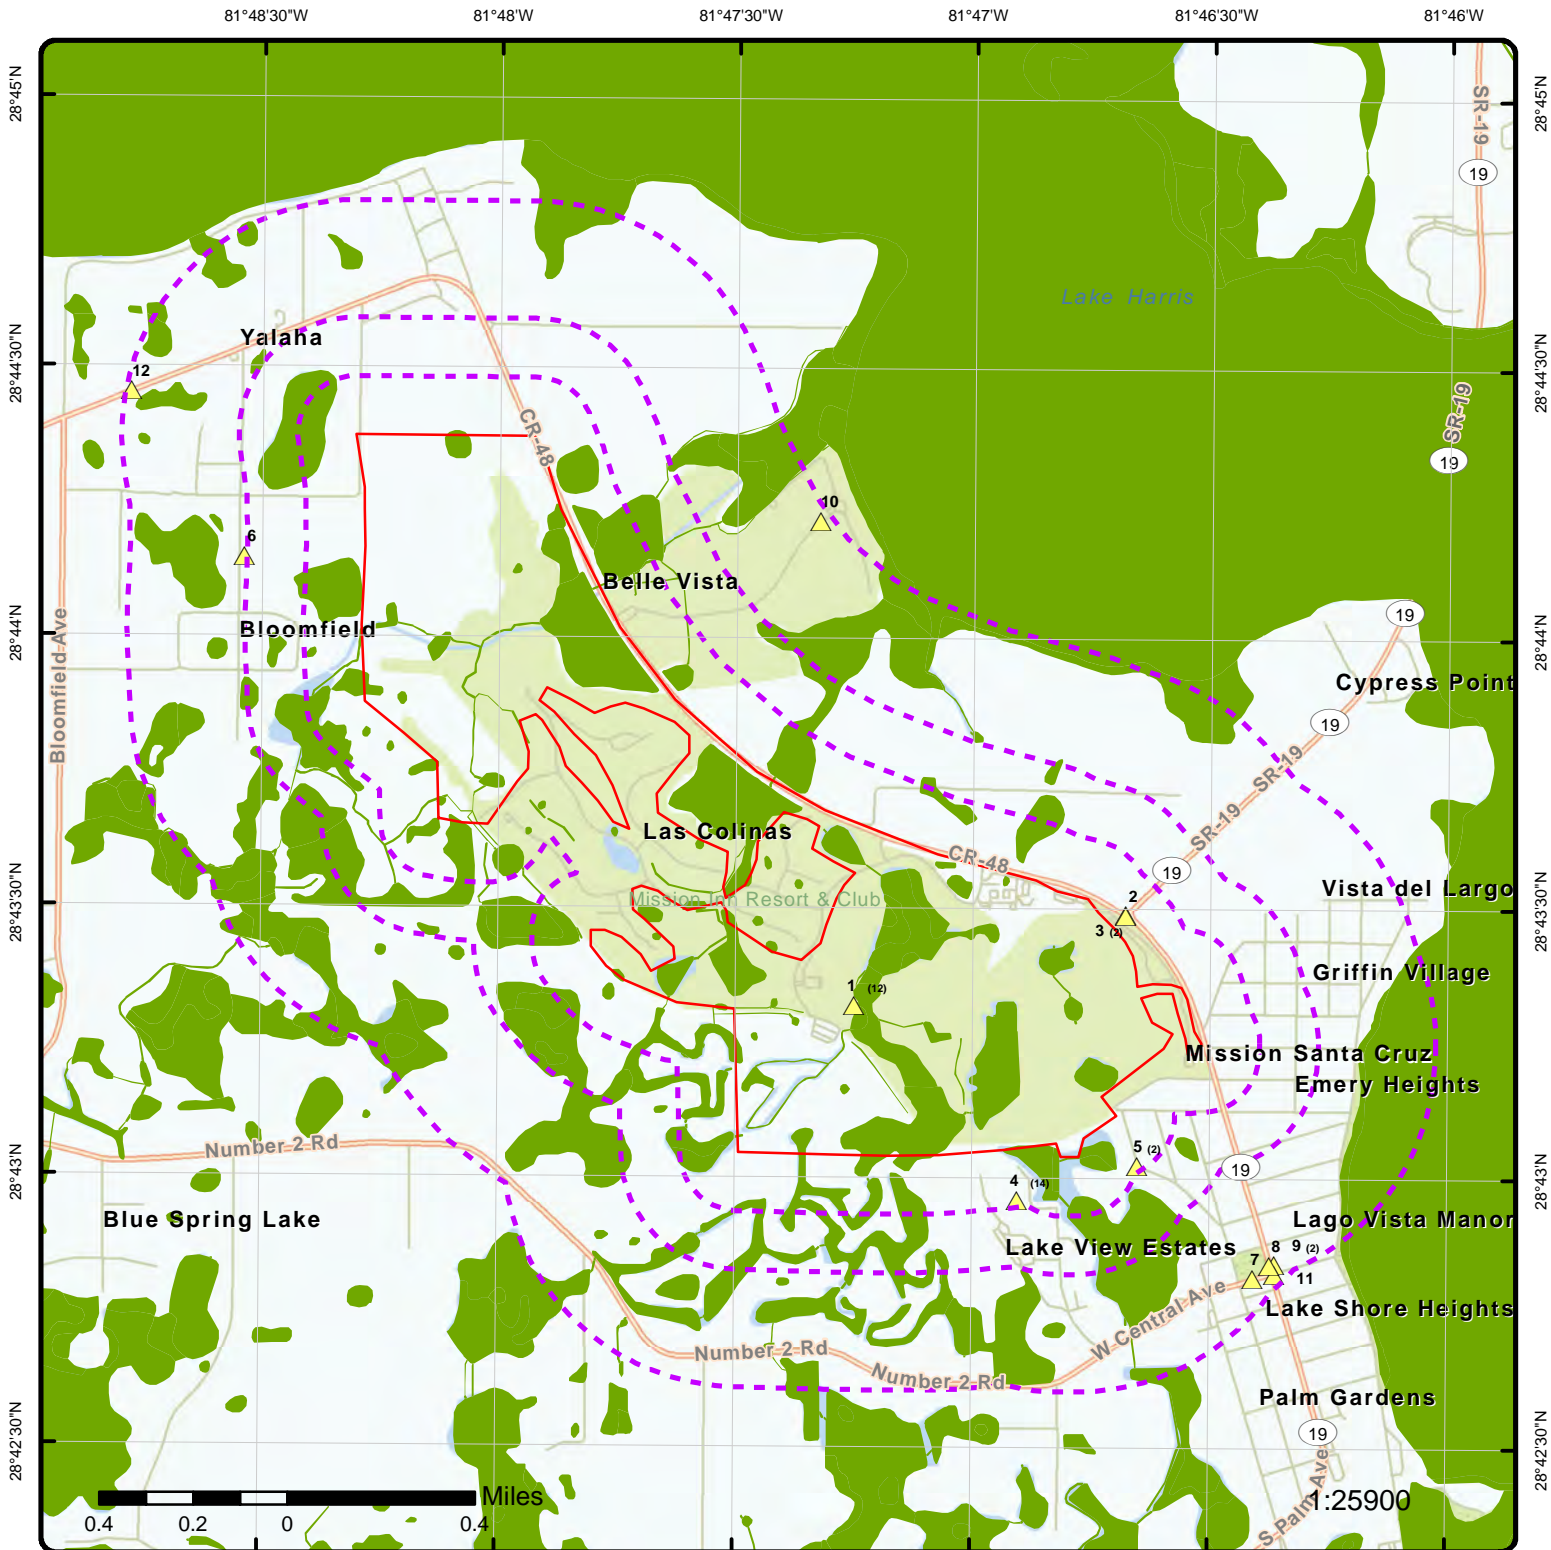 81°48'30"W 81°48'W 81°47'30"W 81°47'W 81°46'30"W 81°46'W
28°45'N
28°45'N
SR-19
19
Lake Harris
Yalaha
28°44'30"N
28°44'30"N
12
SR-19
CR-48
19
10
6
Belle Vista
19
Bloomfield
28°44'N
28°44'N
Bloomfield Ave
Cypress Point
19
SR-19
SR-19
Las Colinas
CR-48
19
Vista del Largo
Mission Inn Resort & Club
2
28°43'30"N
28°43'30"N
3 (2)
Griffin Village
1 (12)
Mission Santa Cruz
Emery Heights
Number 2 Rd
5 (2)
28°43'N
28°43'N
19
4 (14)
Blue Spring Lake
Lago Vista Manor
Lake View Estates
8 9 (2)
7
11
W Central Ave
Lake Shore Heights
Number 2 Rd
Number 2 Rd
Palm Gardens
28°42'30"N
28°42'30"N
19
S Palm Ave
Miles
1:25900
0.4 0.2 0 0.4